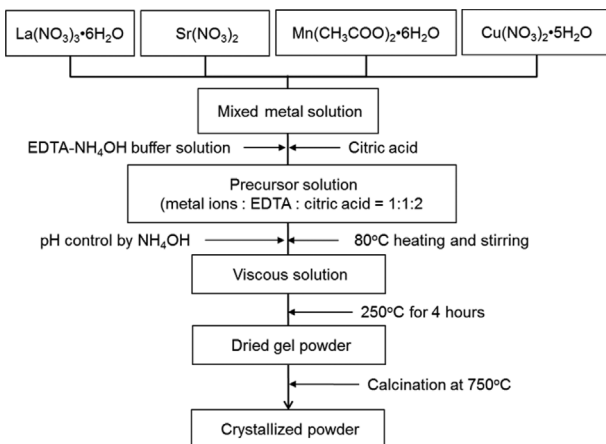 La(NO₃)₃•6H₂O Sr(NO₃)₂ Mn(CH₃COO)₂•6H₂O Cu(NO₃)₂•5H₂O
Mixed metal solution
EDTA-NH₄OH buffer solution Citric acid
Precursor solution
(metal ions : EDTA : citric acid = 1:1:2
pH control by NH₄OH 80°C heating and stirring
Viscous solution
250°C for 4 hours
Dried gel powder
Calcination at 750°C
Crystallized powder